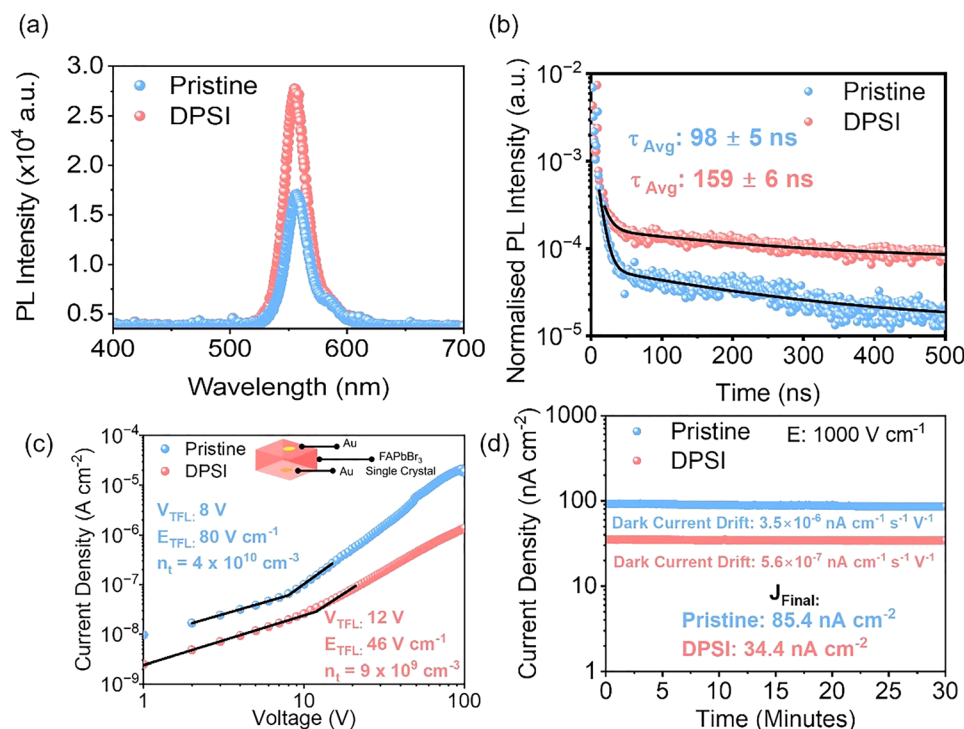 (a)
Pristine
DPSI
PL Intensity (x10⁴ a.u.)
3.0
2.5
2.0
1.5
1.0
0.5
400
500
600
700
Wavelength (nm)
(b)
Pristine
DPSI
τ Avg: 98 ± 5 ns
τ Avg: 159 ± 6 ns
Normalised PL Intensity (a.u.)
10⁻²
10⁻³
10⁻⁴
10⁻⁵
0
100
200
300
400
500
Time (ns)
(c)
Pristine
DPSI
Au
FAPbBr₃
Au
Single Crystal
V_TFL: 8 V
E_TFL: 80 V cm⁻¹
n_t = 4 x 10¹⁰ cm⁻³
V_TFL: 12 V
E_TFL: 46 V cm⁻¹
n_t = 9 x 10⁹ cm⁻³
Current Density (A cm⁻²)
10⁻⁴
10⁻⁵
10⁻⁶
10⁻⁷
10⁻⁸
10⁻⁹
1
10
100
Voltage (V)
(d)
Pristine
DPSI
E: 1000 V cm⁻¹
Dark Current Drift: 3.5×10⁻⁶ nA cm⁻¹ s⁻¹ V⁻¹
Dark Current Drift: 5.6×10⁻⁷ nA cm⁻¹ s⁻¹ V⁻¹
J_Final:
Pristine: 85.4 nA cm⁻²
DPSI: 34.4 nA cm⁻²
Current Density (nA cm⁻²)
1000
100
10
1
0
5
10
15
20
25
30
Time (Minutes)